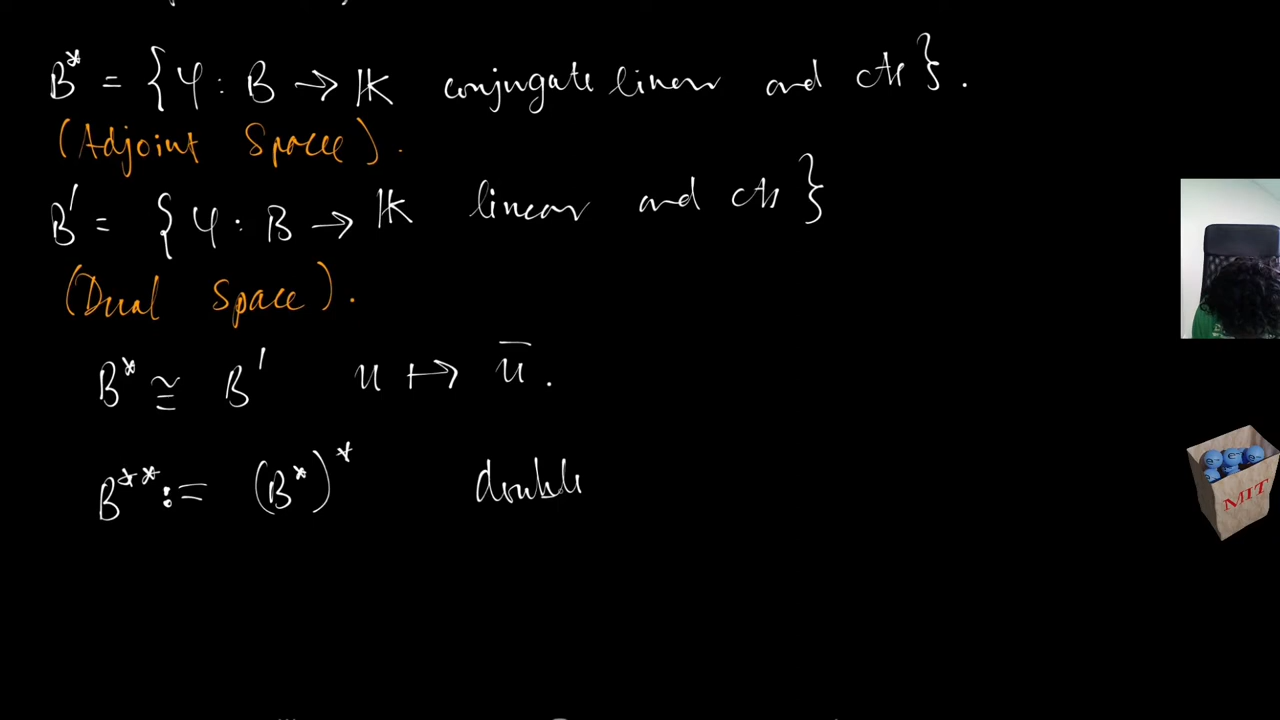 B* = {φ : B → 𝕂 conjugate linear and cts}.
(Adjoint Space).
B' = {φ : B → 𝕂 linear and cts}
(Dual Space).
B* ≅ B' u ↦ ū.
B** := (B*)* double
MIT